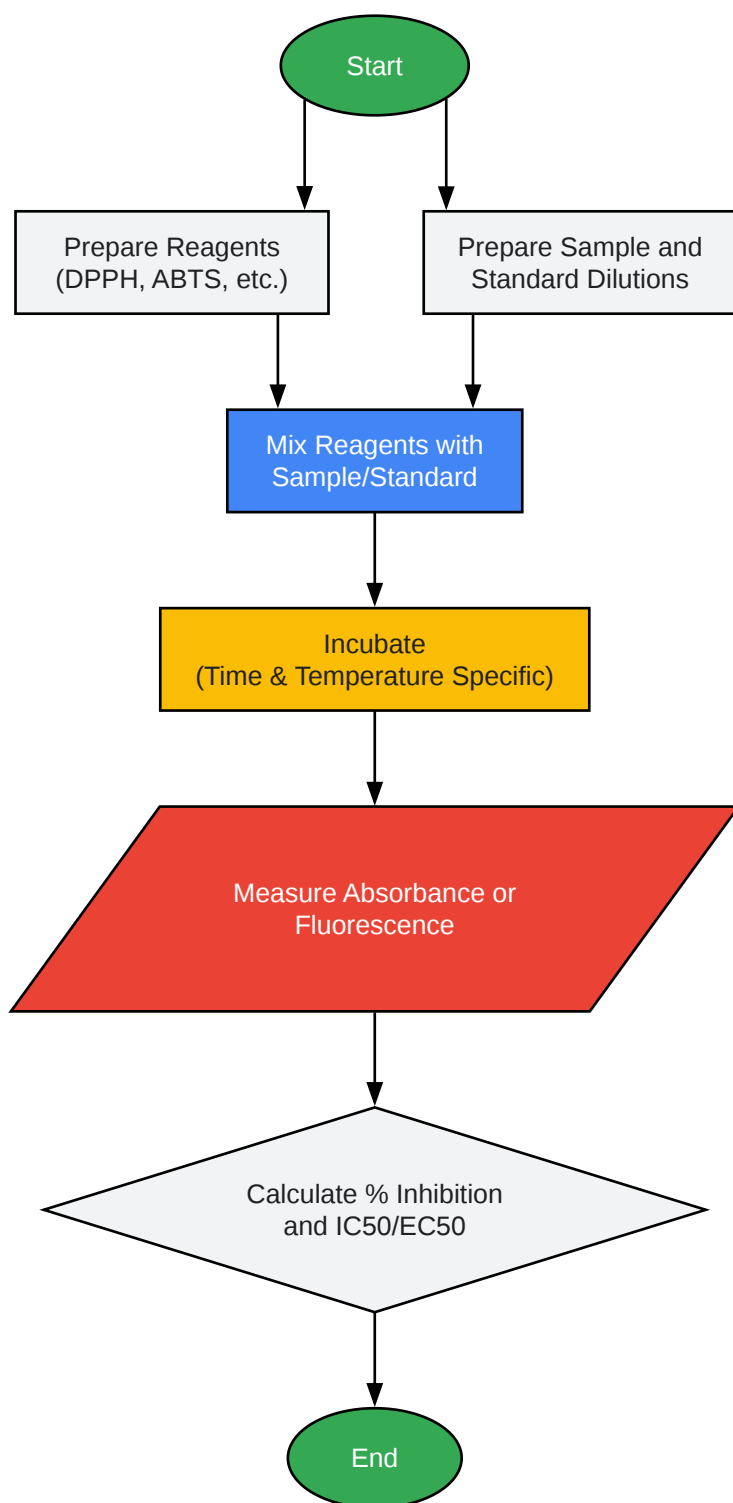 Start
Prepare Reagents
(DPPH, ABTS, etc.)
Prepare Sample and
Standard Dilutions
Mix Reagents with
Sample/Standard
Incubate
(Time & Temperature Specific)
Measure Absorbance or
Fluorescence
Calculate % Inhibition
and IC50/EC50
End